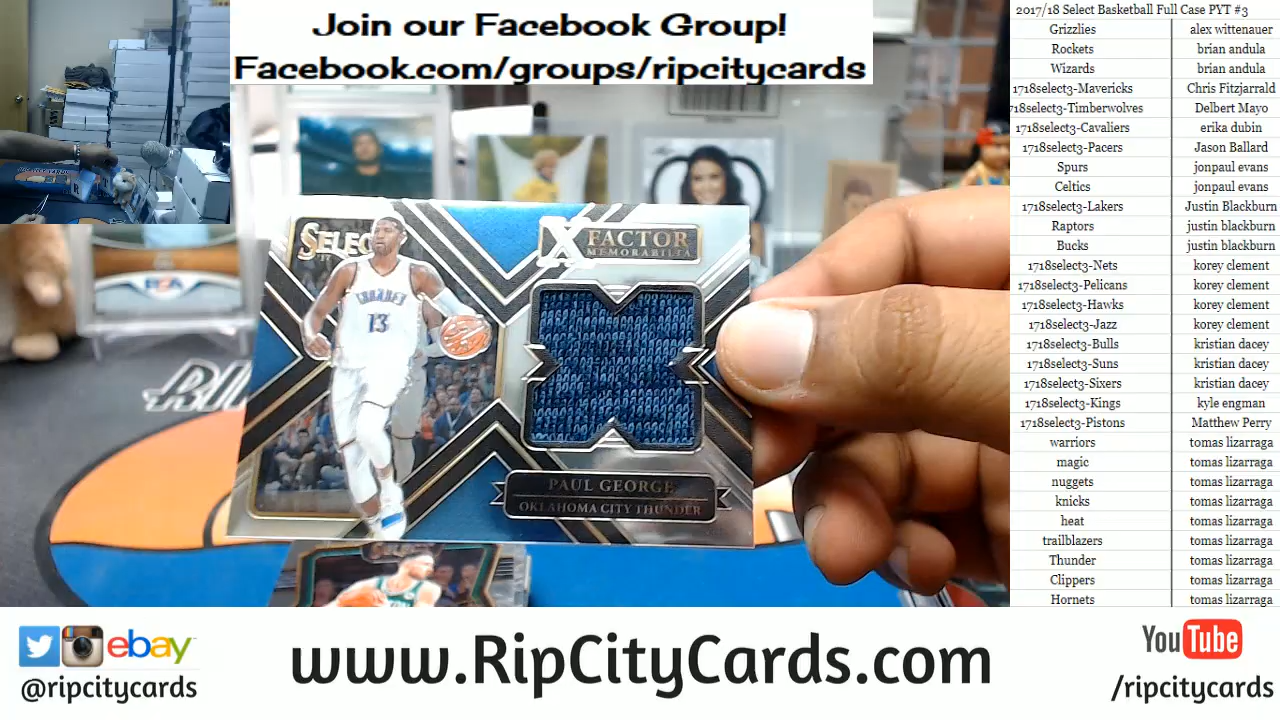 Join our Facebook Group!
Facebook.com/groups/ripcitycards
2017/18 Select Basketball Full Case PYT #3
Grizzlies alex wittenauer
Rockets brian andula
Wizards brian andula
1718select3-Mavericks Chris Fitzjarrald
718select3-Timberwolves Delbert Mayo
1718select3-Cavaliers erika dubin
1718select3-Pacers Jason Ballard
Spurs jonpaul evans
Celtics jonpaul evans
1718select3-Lakers Justin Blackburn
Raptors justin blackburn
Bucks justin blackburn
1718select3-Nets korey clement
1718select3-Pelicans korey clement
1718select3-Hawks korey clement
1718select3-Jazz korey clement
1718select3-Bulls kristian dacey
1718select3-Suns kristian dacey
1718select3-Sixers kristian dacey
1718select3-Kings kyle engman
1718select3-Pistons Matthew Perry
warriors tomas lizarraga
magic tomas lizarraga
nuggets tomas lizarraga
knicks tomas lizarraga
heat tomas lizarraga
trailblazers tomas lizarraga
Thunder tomas lizarraga
Clippers tomas lizarraga
Hornets tomas lizarraga
SELECT
X FACTOR
MEMORABILIA
13
PAUL GEORGE
OKLAHOMA CITY THUNDER
ebay
@ripcitycards
www.RipCityCards.com
YouTube
/ripcitycards